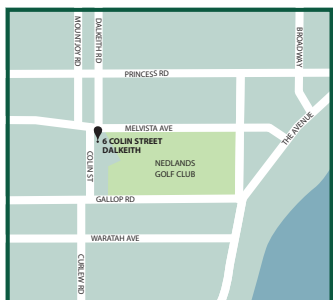 MOUNTJOY RD
DALKEITH RD
BROADWAY
PRINCESS RD
MELVISTA AVE
THE AVENUE
6 COLIN STREET
DALKEITH
COLIN ST
NEDLANDS
GOLF CLUB
GALLOP RD
WARATAH AVE
CURLEW RD